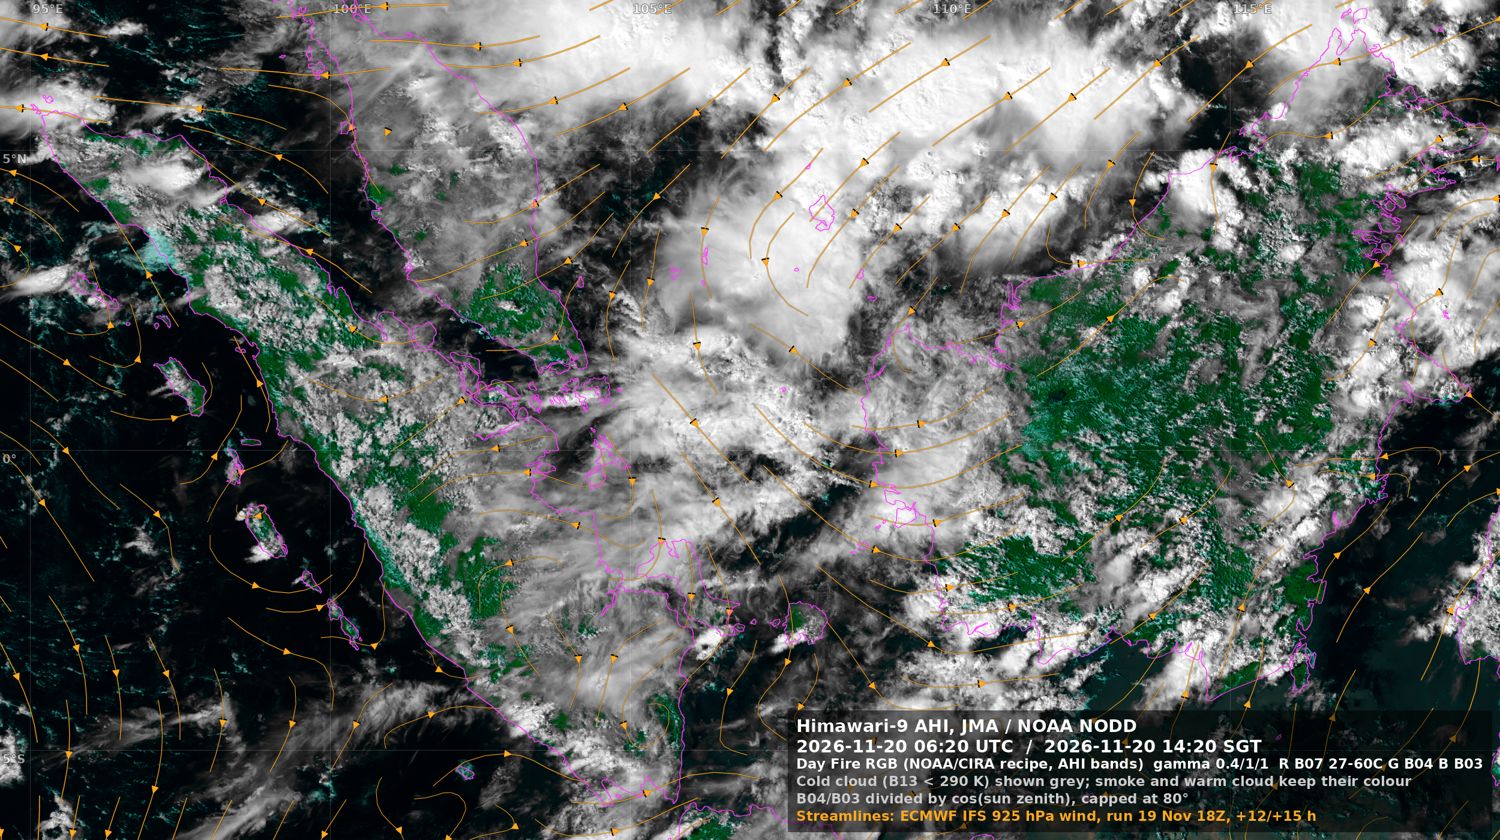 95°E 100°E 105°E 110°E 115°E
5°N
0°
5°S
Himawari-9 AHI, JMA / NOAA NODD
2026-11-20 06:20 UTC / 2026-11-20 14:20 SGT
Day Fire RGB (NOAA/CIRA recipe, AHI bands) gamma 0.4/1/1 R B07 27-60C G B04 B B03
Cold cloud (B13 < 290 K) shown grey; smoke and warm cloud keep their colour
B04/B03 divided by cos(sun zenith), capped at 80°
Streamlines: ECMWF IFS 925 hPa wind, run 19 Nov 18Z, +12/+15 h